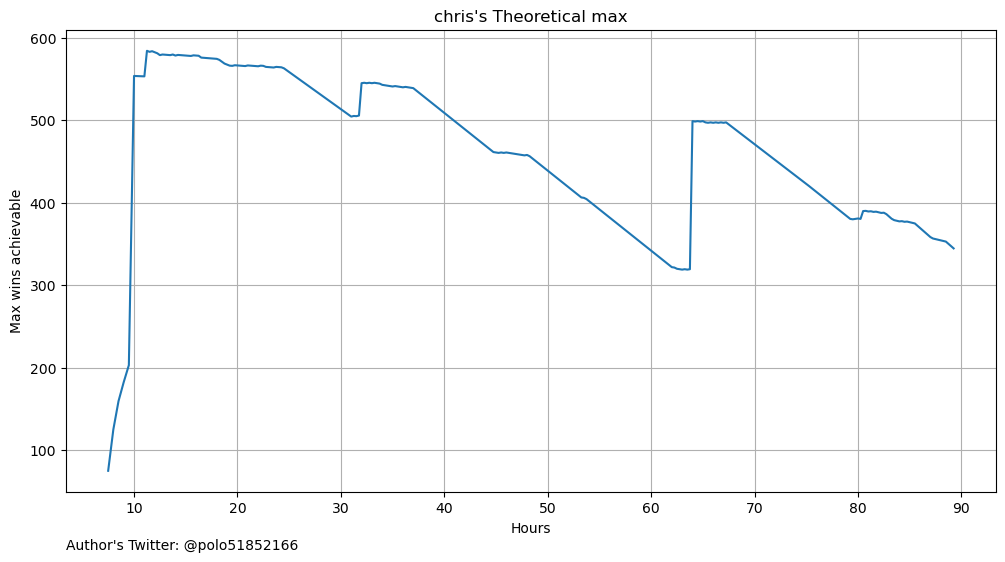 chris's Theoretical max
Max wins achievable
600
500
400
300
200
100
10 20 30 40 50 60 70 80 90
Hours
Author's Twitter: @polo51852166